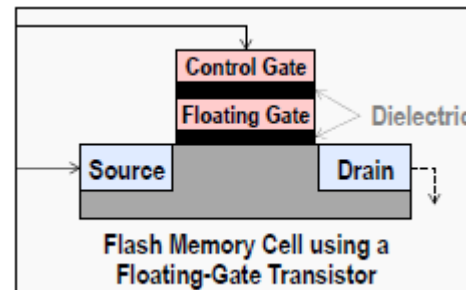 Control Gate
Floating Gate
Dielectric
Source
Drain
Flash Memory Cell using a
Floating-Gate Transistor